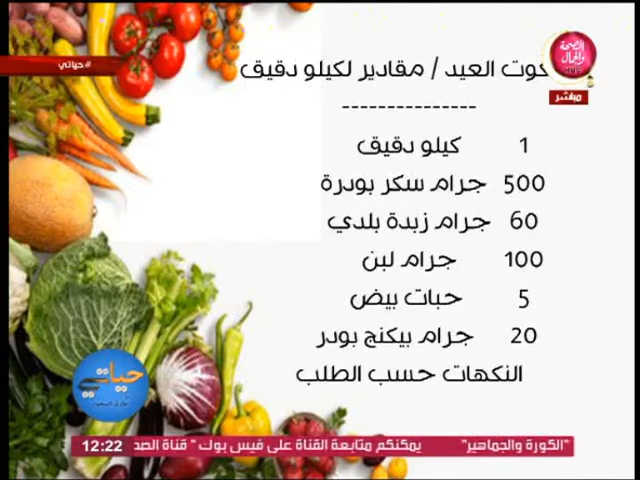 الصحة
والجمال
#حياتي
العيد / مقادير لكيلو دقيق
مباشر
---------------
1 كيلو دقيق
500 جرام سكر بودرة
60 جرام زبدة بلدي
100 جرام لبن
5 حبات بيض
20 جرام بيكنج بودر
النكهات حسب الطلب
حياتي
"الكورة والجماهير" يمكنكم متابعة القناة على فيس بوك " قناة الصد
12:22